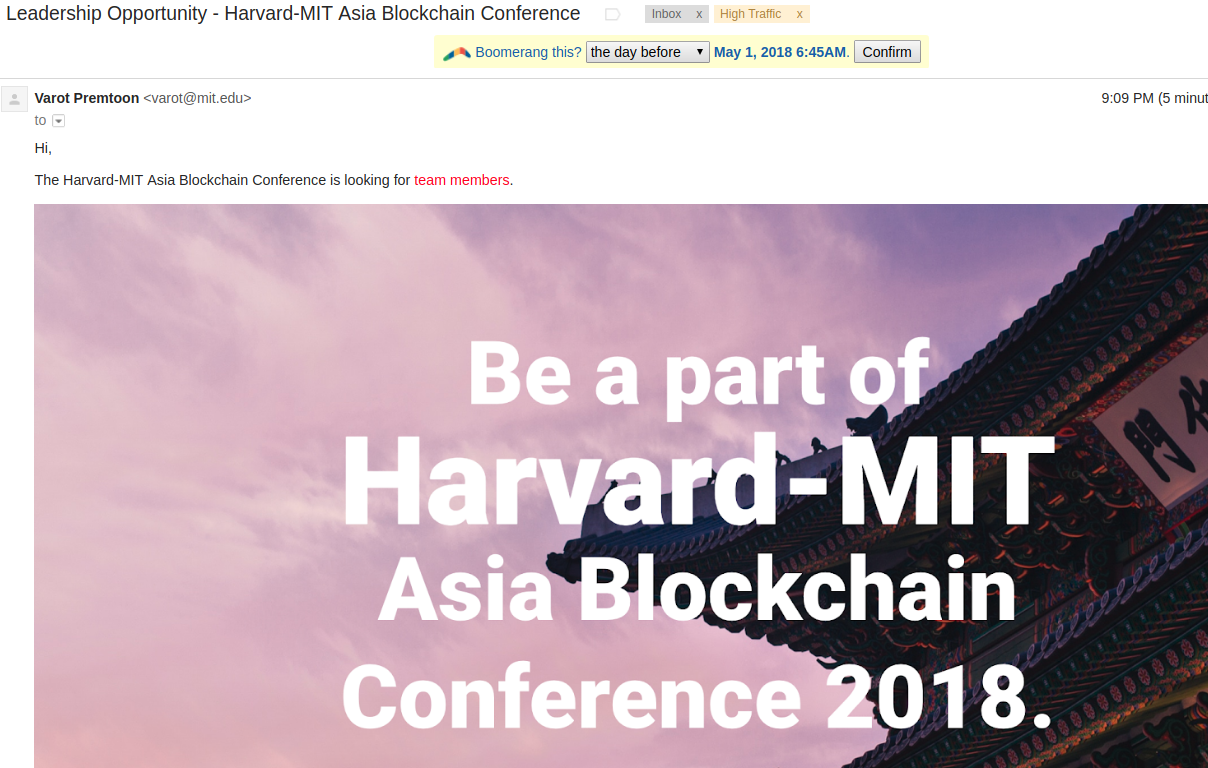 Leadership Opportunity - Harvard-MIT Asia Blockchain Conference Inbox x High Traffic x
Boomerang this? the day before ▼ May 1, 2018 6:45AM. Confirm
Varot Premtoon <varot@mit.edu> 9:09 PM (5 minut
to
Hi,
The Harvard-MIT Asia Blockchain Conference is looking for team members.
Be a part of
Harvard-MIT
Asia Blockchain
Conference 2018.